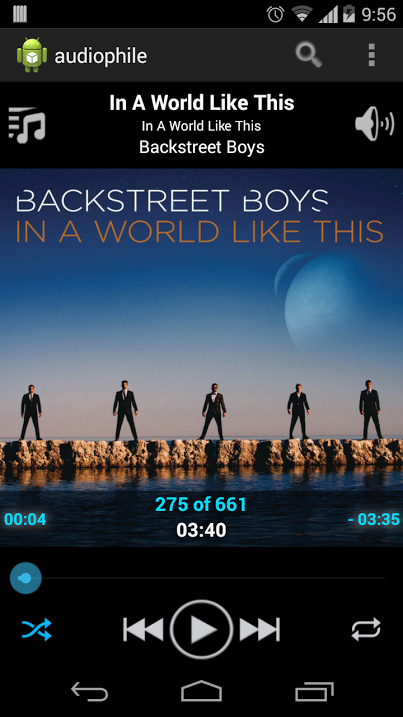 9:56
audiophile
In A World Like This
In A World Like This
Backstreet Boys
BACKSTREET BOYS
IN A WORLD LIKE THIS
275 of 661
00:04
03:40
- 03:35